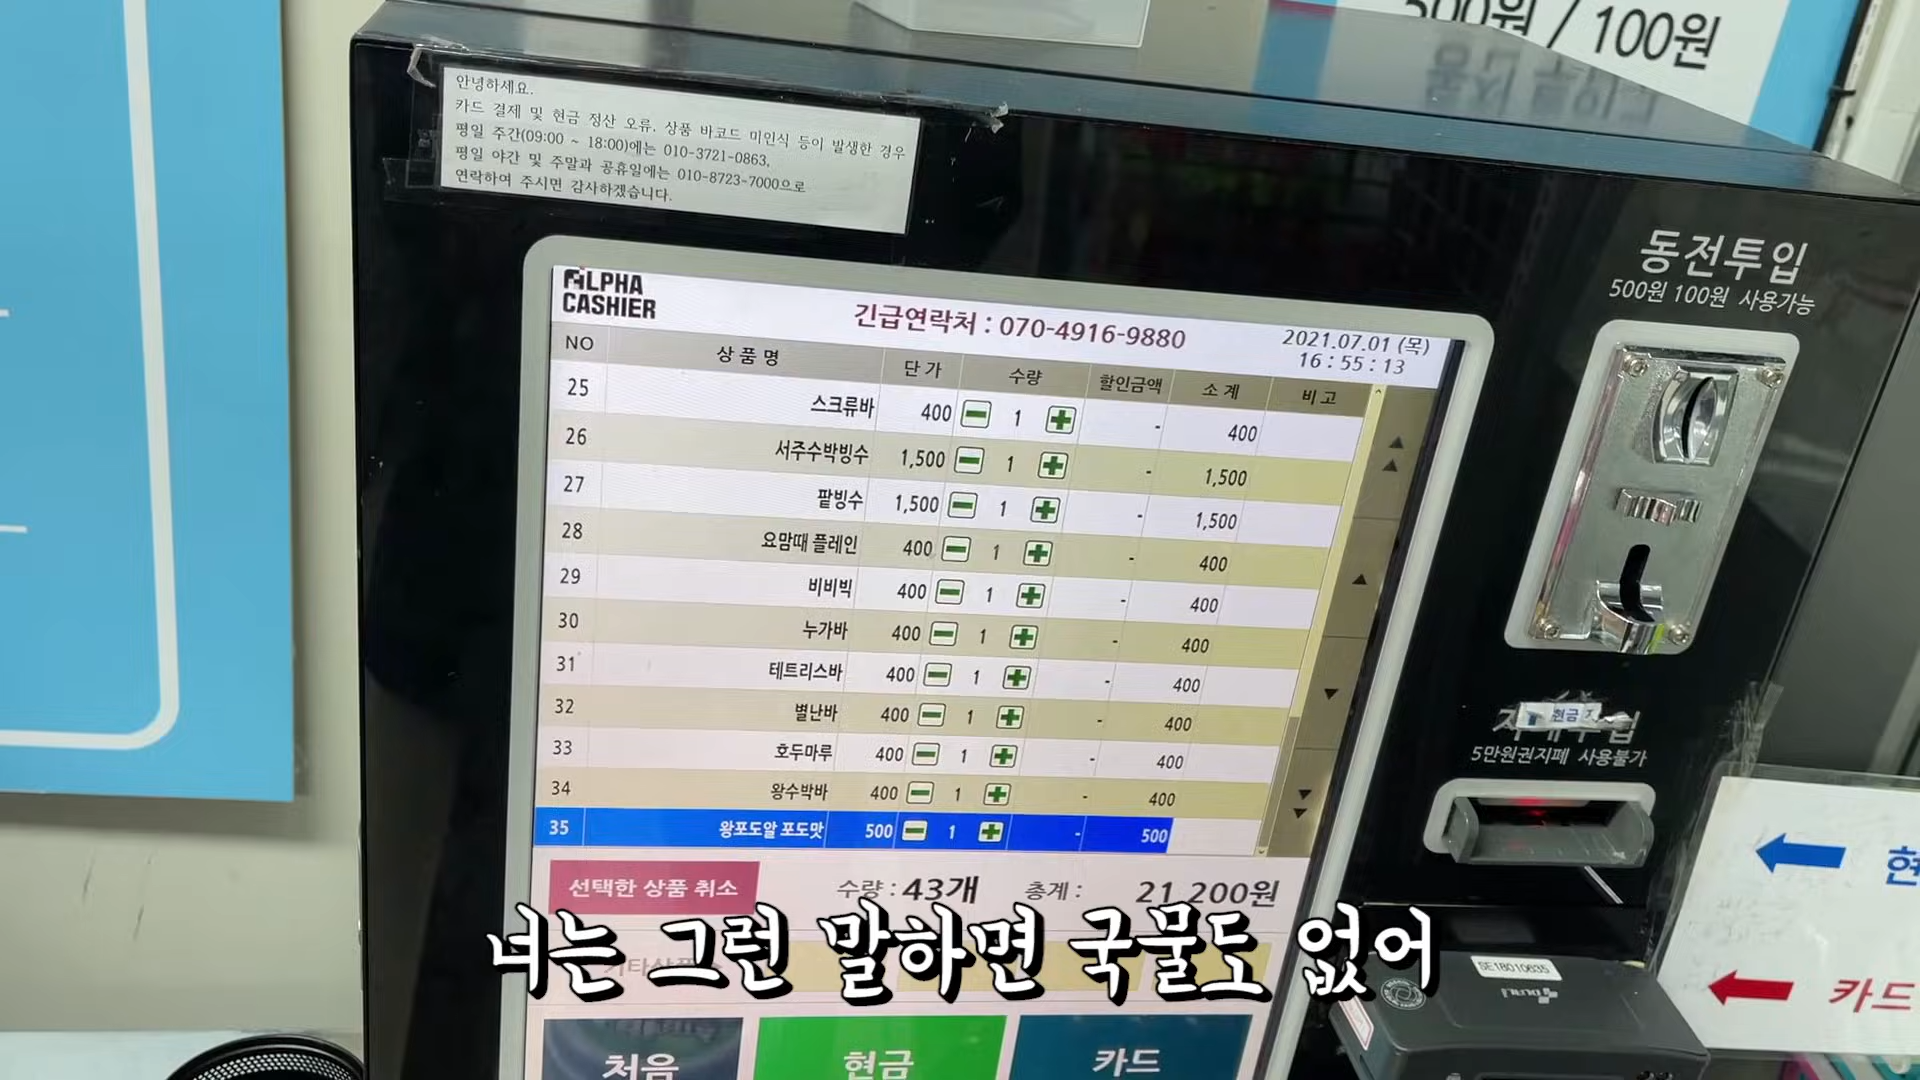 500원 / 100원
안녕하세요.
카드 결제 및 현금 정산 오류, 상품 바코드 미인식 등이 발생한 경우
평일 주간(09:00 ~ 18:00)에는 010-3721-0863,
평일 야간 및 주말과 공휴일에는 010-8723-7000으로
연락하여 주시면 감사하겠습니다.
동전투입
500원 100원 사용가능
ALPHA
CASHIER
긴급연락처 : 070-4916-9880
2021.07.01 (목)
16 : 55 : 13
NO 상 품 명 단 가 수량 할인금액 소 계 비 고
25 스크류바 400 1 - 400
26 서주수박빙수 1,500 1 - 1,500
27 팥빙수 1,500 1 - 1,500
28 요맘때 플레인 400 1 - 400
29 비비빅 400 1 - 400
30 누가바 400 1 - 400
31 테트리스바 400 1 - 400
32 별난바 400 1 - 400
33 호두마루 400 1 - 400
34 왕수박바 400 1 - 400
35 왕포도알 포도맛 500 1 - 500
현금
5만원권지폐 사용불가
선택한 상품 취소 수량 : 43개 총계 : 21,200원
너는 그런 말하면 국물도 없어
처음 현금 카드
SE18010635
현
카드